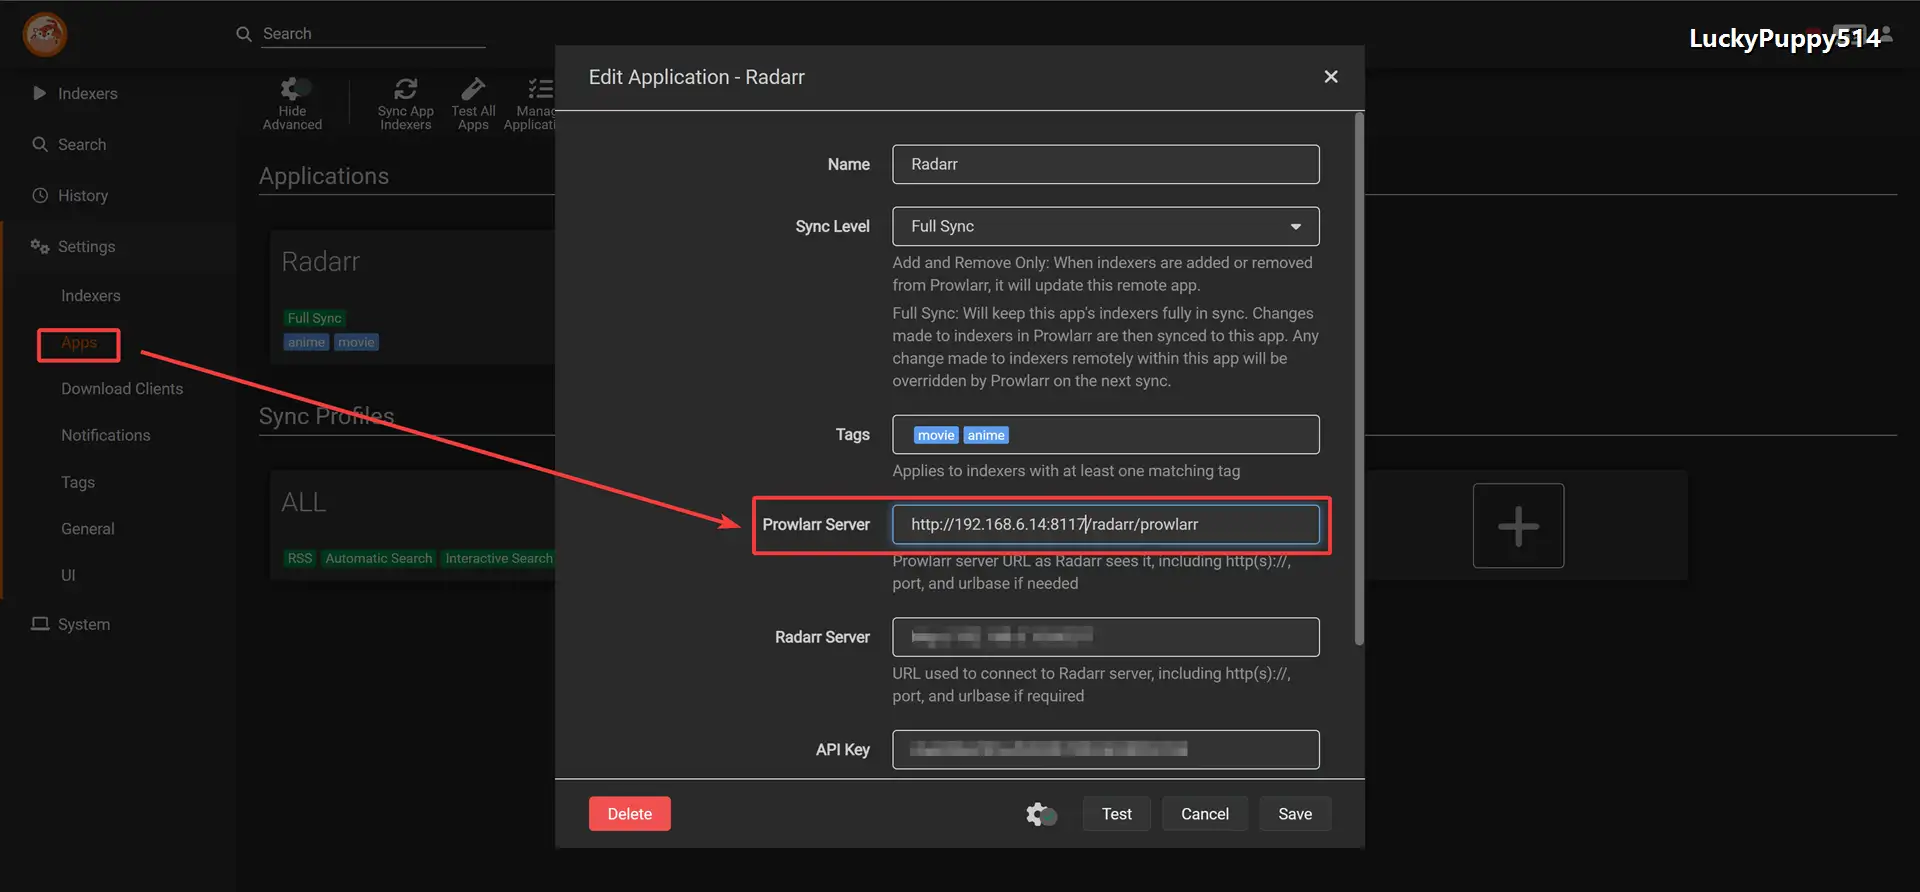 Search
LuckyPuppy514
Indexers
Search
History
Settings
Indexers
Apps
Download Clients
Notifications
Tags
General
UI
System
Hide
Advanced
Sync App
Indexers
Test All
Apps
Manag
Applicati
Applications
Radarr
Full Sync
anime movie
Sync Profiles
ALL
RSS Automatic Search Interactive Search
Edit Application - Radarr
Name Radarr
Sync Level Full Sync
Add and Remove Only: When indexers are added or removed
from Prowlarr, it will update this remote app.
Full Sync: Will keep this app's indexers fully in sync. Changes
made to indexers in Prowlarr are then synced to this app. Any
change made to indexers remotely within this app will be
overridden by Prowlarr on the next sync.
Tags movie anime
Applies to indexers with at least one matching tag
Prowlarr Server http://192.168.6.14:8117/radarr/prowlarr
Prowlarr server URL as Radarr sees it, including http(s)://,
port, and urlbase if needed
Radarr Server
URL used to connect to Radarr server, including http(s)://,
port, and urlbase if required
API Key
Delete
Test
Cancel
Save